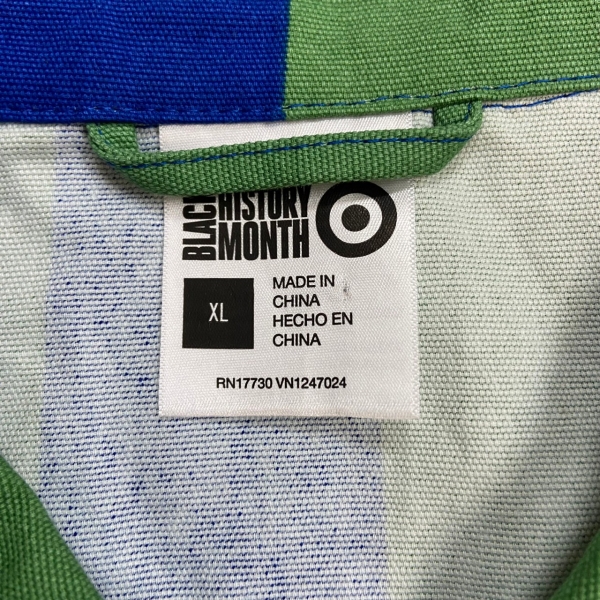 BLACK
HISTORY
MONTH
XL
MADE IN
CHINA
HECHO EN
CHINA
RN17730 VN1247024